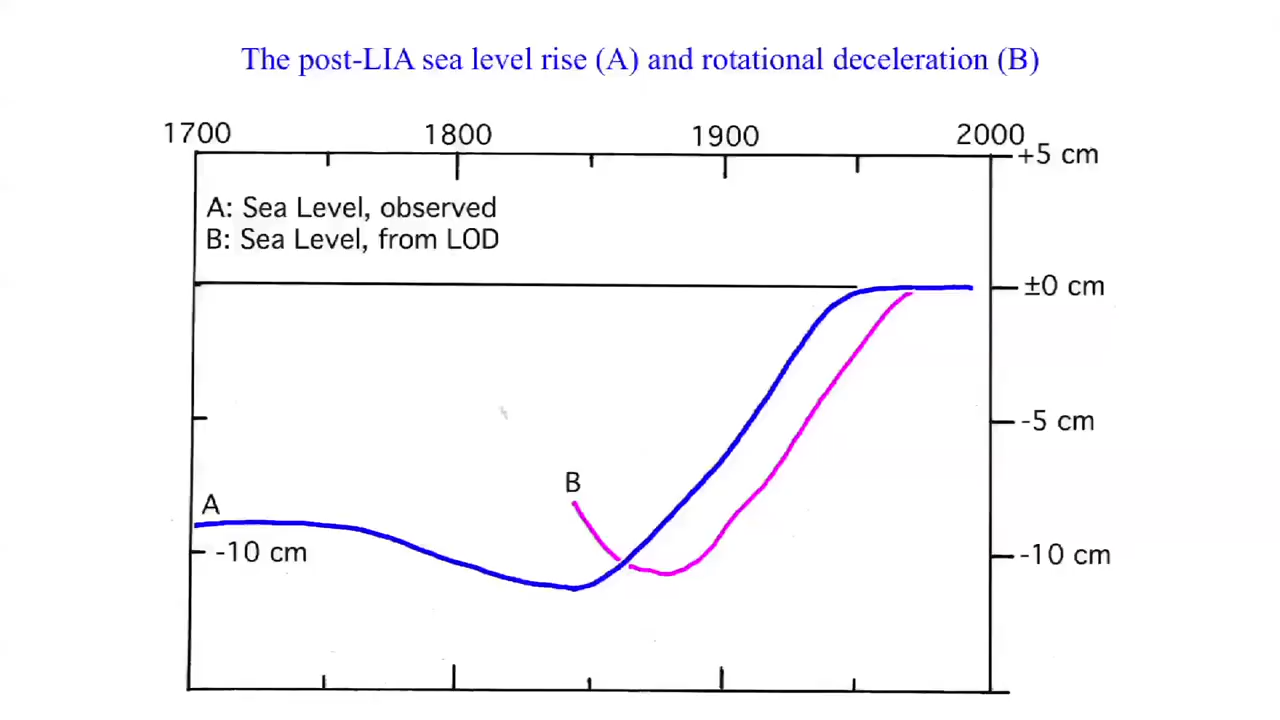 The post-LIA sea level rise (A) and rotational deceleration (B)
1700 1800 1900 2000
+5 cm
A: Sea Level, observed
B: Sea Level, from LOD
±0 cm
-5 cm
B
A
-10 cm -10 cm